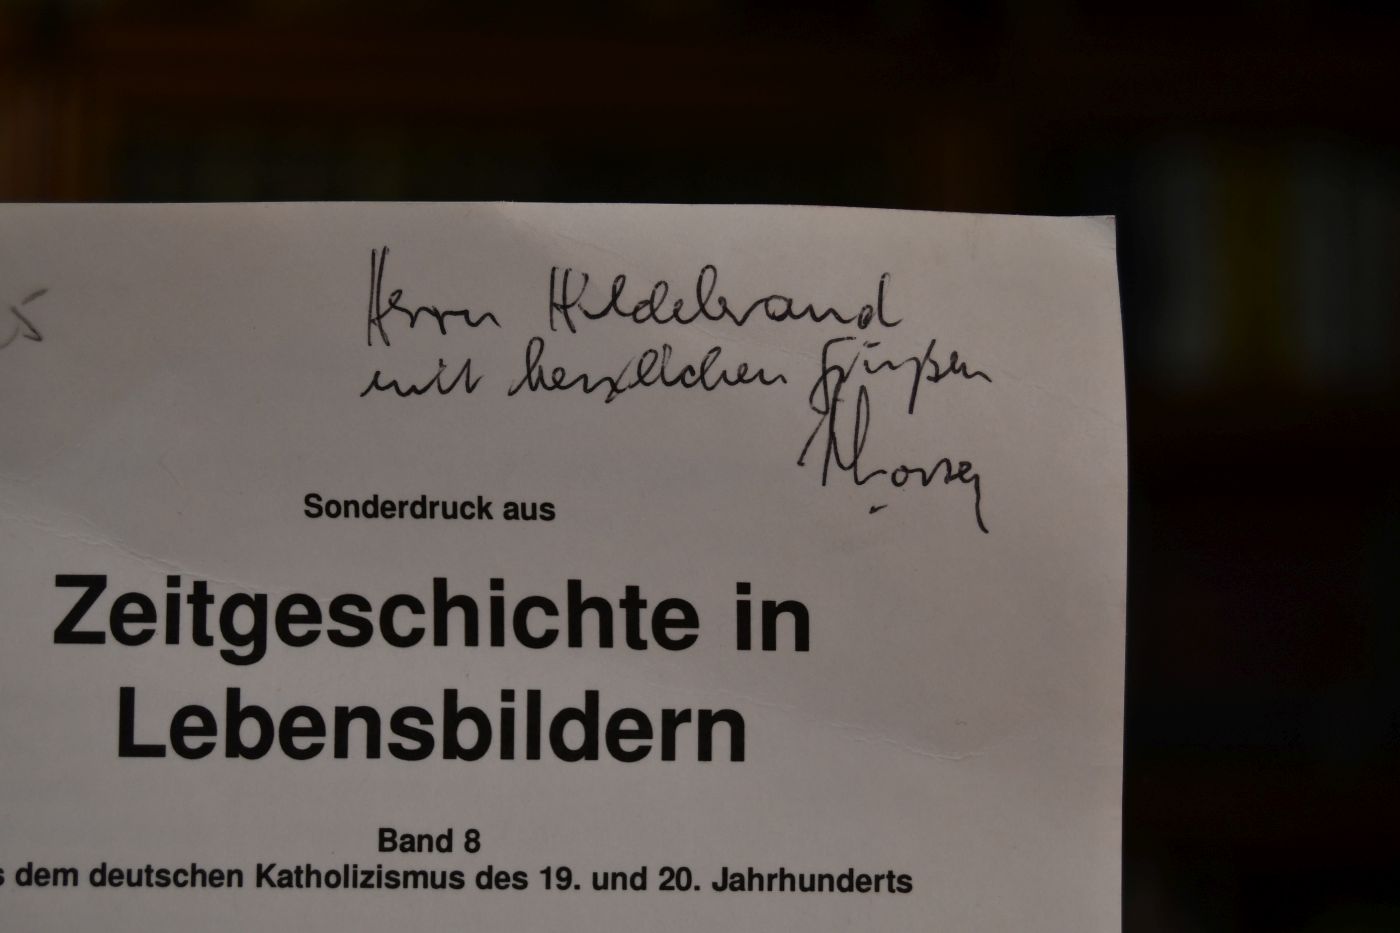 Herrn Hildebrand
mit herzlichen Grüßen
Sonderdruck aus
Zeitgeschichte in
Lebensbildern
Band 8
dem deutschen Katholizismus des 19. und 20. Jahrhunderts